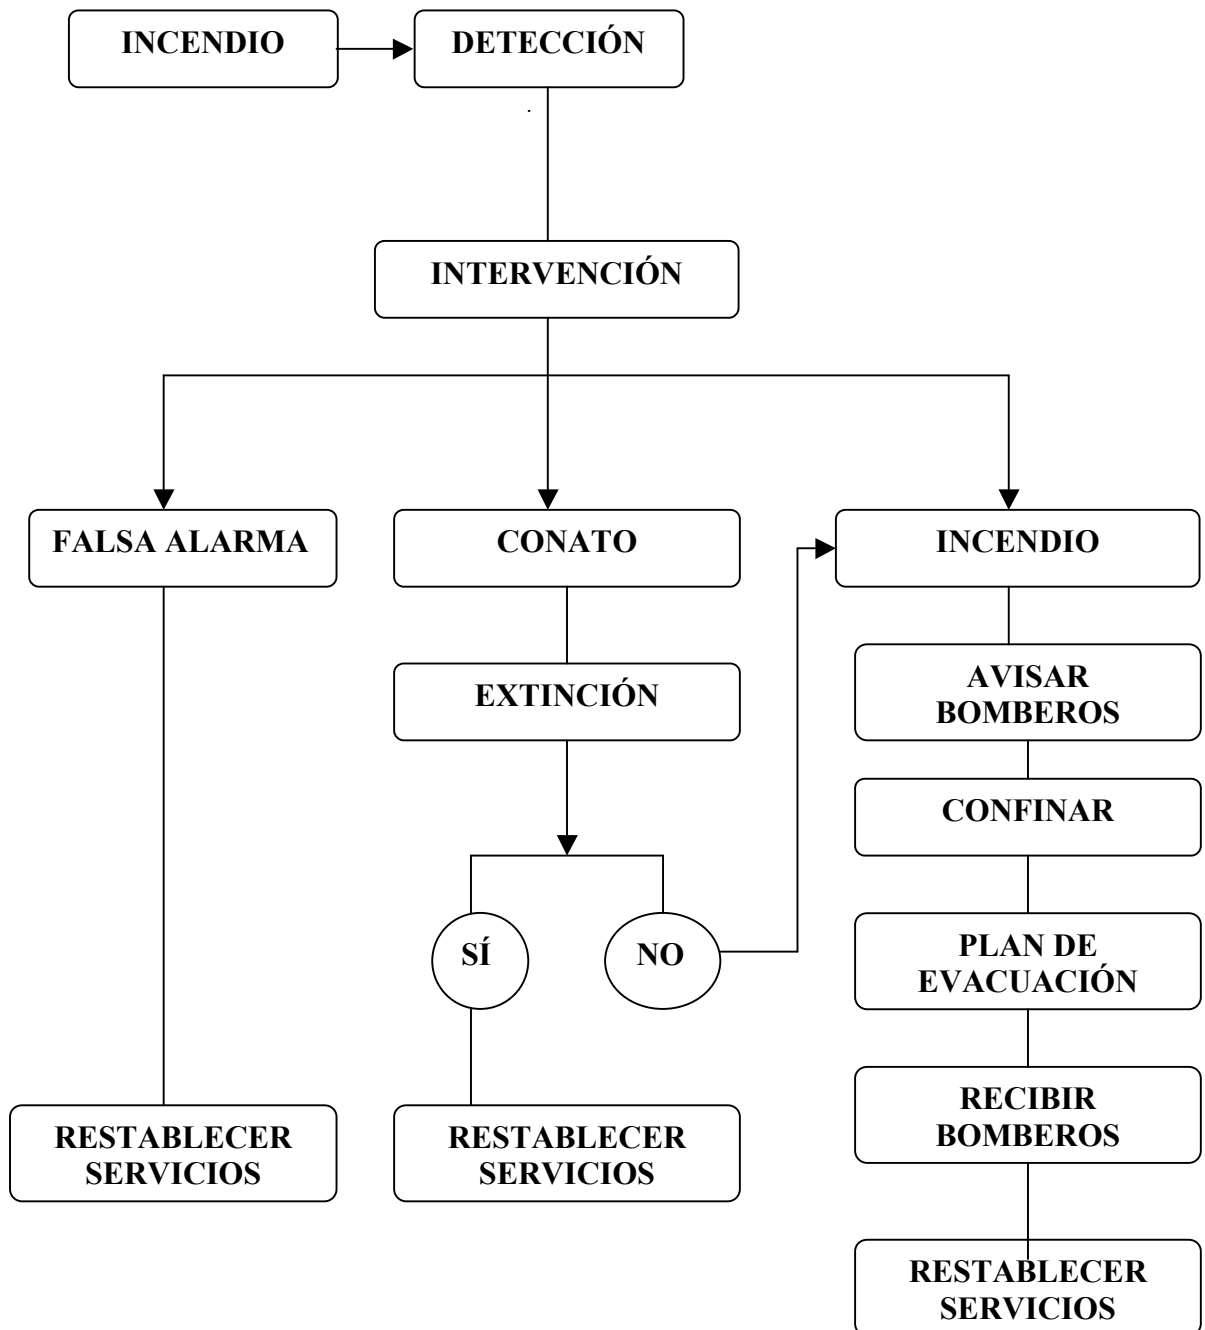 INCENDIO
DETECCIÓN
INTERVENCIÓN
FALSA ALARMA
CONATO
INCENDIO
EXTINCIÓN
AVISAR
BOMBEROS
CONFINAR
SÍ
NO
PLAN DE
EVACUACIÓN
RECIBIR
BOMBEROS
RESTABLECER
SERVICIOS
RESTABLECER
SERVICIOS
RESTABLECER
SERVICIOS